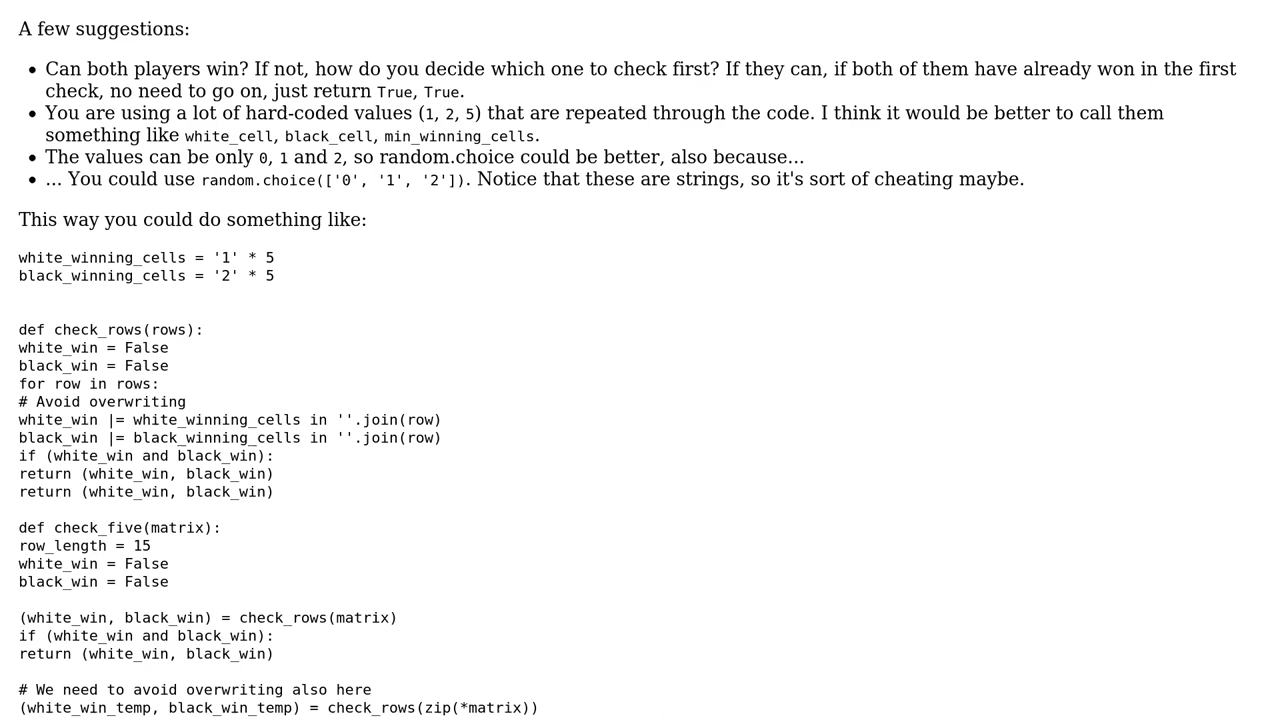 A few suggestions:
• Can both players win? If not, how do you decide which one to check first? If they can, if both of them have already won in the first
check, no need to go on, just return True, True.
• You are using a lot of hard-coded values (1, 2, 5) that are repeated through the code. I think it would be better to call them
something like white_cell, black_cell, min_winning_cells.
• The values can be only 0, 1 and 2, so random.choice could be better, also because...
• ... You could use random.choice(['0', '1', '2']). Notice that these are strings, so it's sort of cheating maybe.
This way you could do something like:
white_winning_cells = '1' * 5
black_winning_cells = '2' * 5
def check_rows(rows):
white_win = False
black_win = False
for row in rows:
# Avoid overwriting
white_win |= white_winning_cells in ''.join(row)
black_win |= black_winning_cells in ''.join(row)
if (white_win and black_win):
return (white_win, black_win)
return (white_win, black_win)
def check_five(matrix):
row_length = 15
white_win = False
black_win = False
(white_win, black_win) = check_rows(matrix)
if (white_win and black_win):
return (white_win, black_win)
# We need to avoid overwriting also here
(white_win_temp, black_win_temp) = check_rows(zip(*matrix))